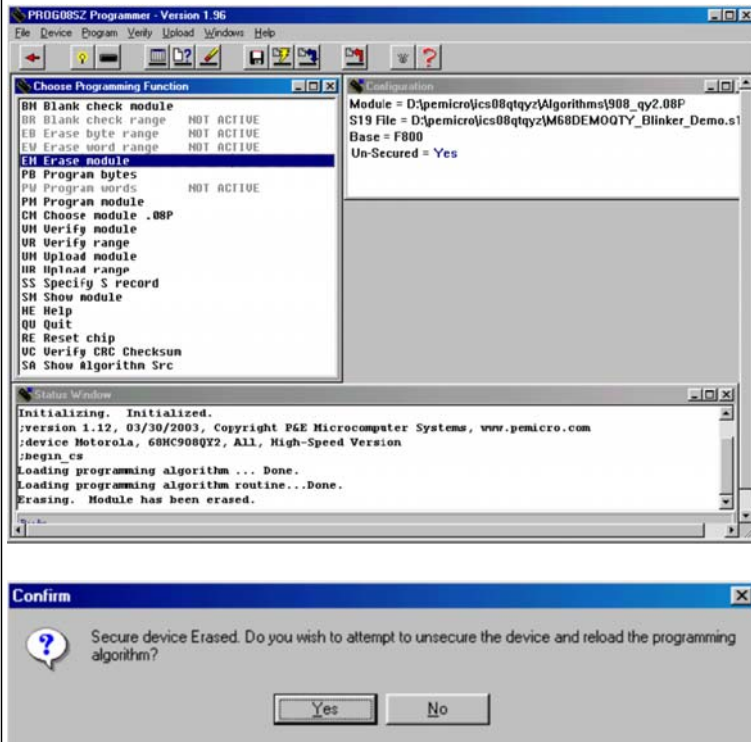 PROG08SZ Programmer - Version 1.96
File Device Program Verify Upload Windows Help
Choose Programming Function
BM Blank check module
BR Blank check range NOT ACTIVE
EB Erase byte range NOT ACTIVE
EW Erase word range NOT ACTIVE
EM Erase module
PB Program bytes
PW Program words NOT ACTIVE
PM Program module
CM Choose module .08P
VM Verify module
VR Verify range
UM Upload module
UR Upload range
SS Specify S record
SM Show module
HE Help
QU Quit
RE Reset chip
VC Verify CRC Checksum
SA Show Algorithm Src
Configuration
Module = D:\pemicro\ics08qtqyz\Algorithms\908_qy2.08P
S19 File = D:\pemicro\ics08qtqyz\M68DEMOQTY_Blinker_Demo.s1
Base = F800
Un-Secured = Yes
Status Window
Initializing. Initialized.
;version 1.12, 03/30/2003, Copyright P&E Microcomputer Systems, www.pemicro.com
;device Motorola, 68HC908QY2, All, High-Speed Version
;begin_cs
Loading programming algorithm ... Done.
Loading programming algorithm routine...Done.
Erasing. Module has been erased.
Confirm
Secure device Erased. Do you wish to attempt to unsecure the device and reload the programming
algorithm?
Yes No